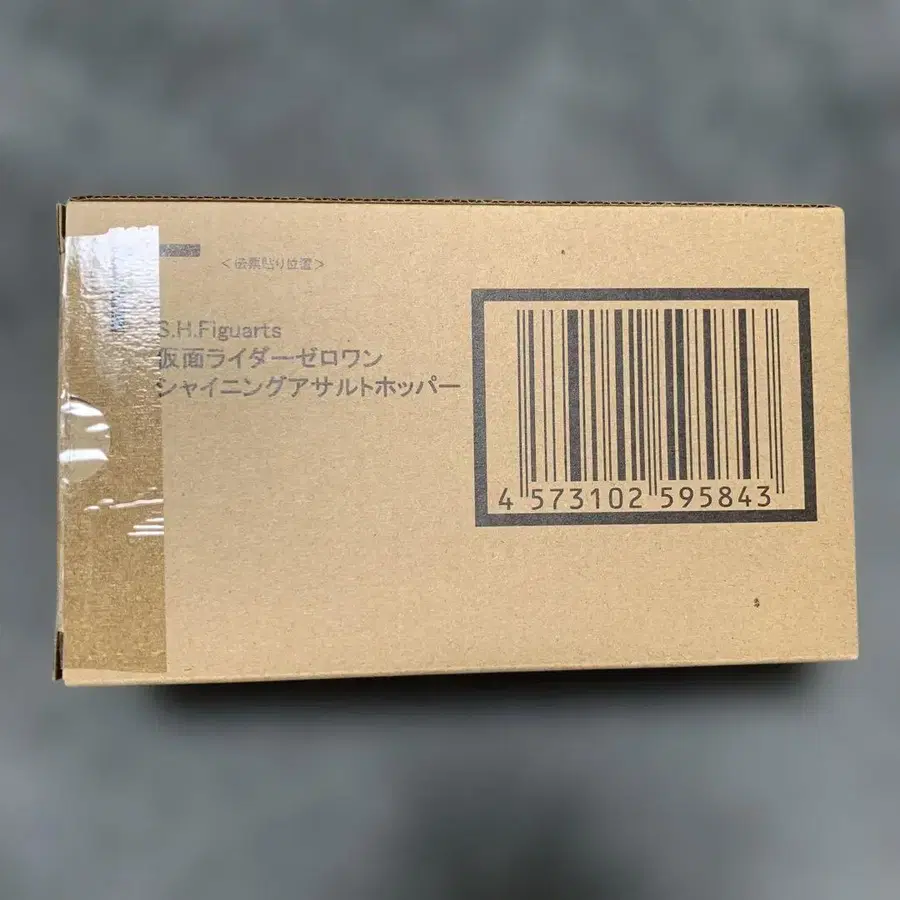 ＜伝票貼り位置＞
S.H.Figuarts
仮面ライダーゼロワン
シャイニングアサルトホッパー
4 573102 595843